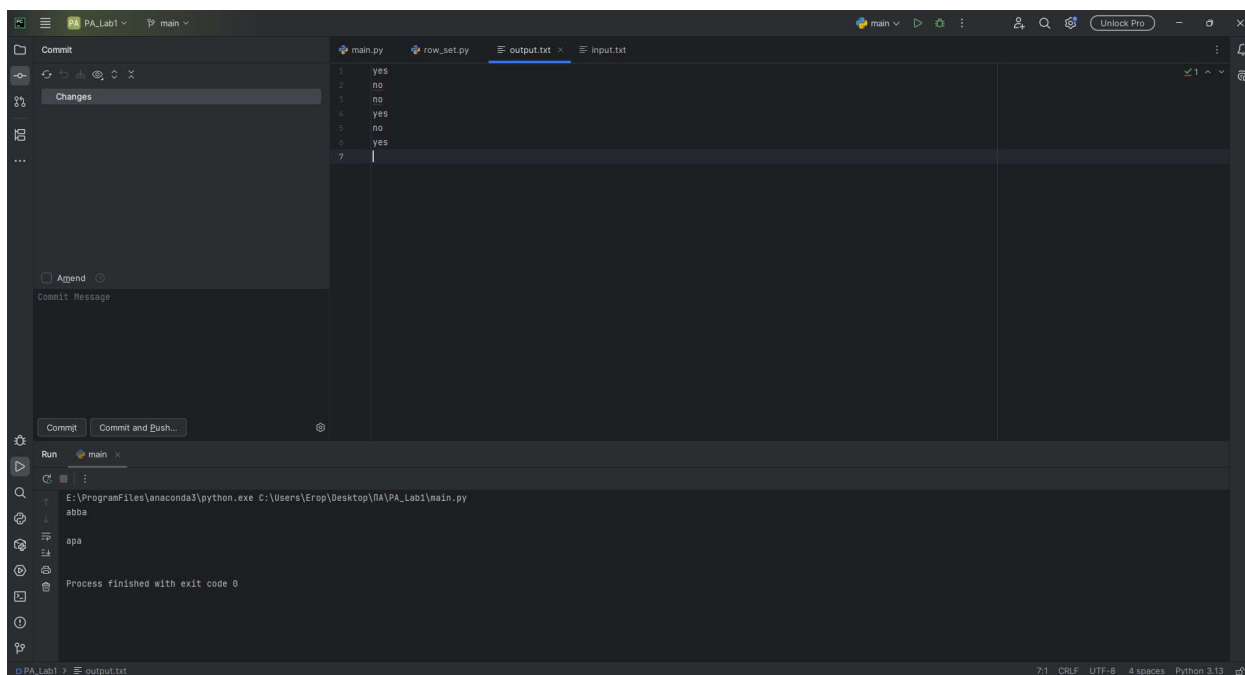 PC PA PA_Lab1 main main Unlock Pro
Commit
main.py row_set.py output.txt input.txt
Changes
1 yes
2 no
3 no
4 yes
5 no
6 yes
7
1
Amend
Commit Message
Commit Commit and Push...
Run main
E:\ProgramFiles\anaconda3\python.exe C:\Users\Егор\Desktop\ПА\PA_Lab1\main.py
abba
apa
Process finished with exit code 0
PA_Lab1 > output.txt 7:1 CRLF UTF-8 4 spaces Python 3.13